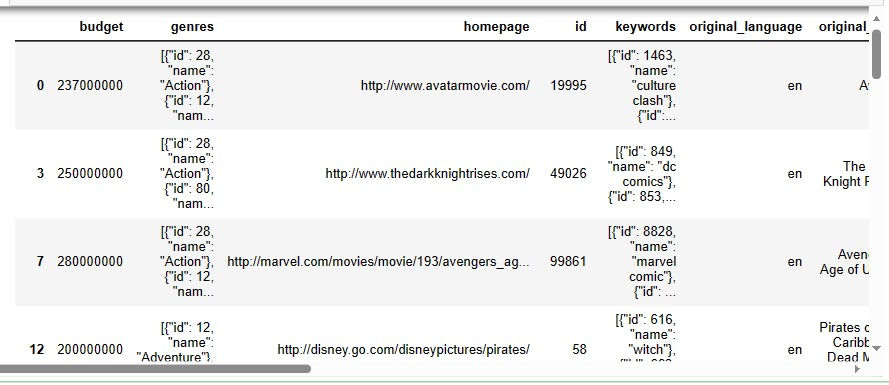 budget genres homepage id keywords original_language original_
[{"id": 28, [{"id": 1463,
"name": "name":
0 237000000 "Action"}, http://www.avatarmovie.com/ 19995 "culture en A
{"id": 12, clash"},
"nam... {"id":...
[{"id": 28, [{"id": 849,
"name": "name": "dc The
3 250000000 "Action"}, http://www.thedarkknightrises.com/ 49026 comics"}, en Knight
{"id": 80, {"id": 853,...
"nam...
[{"id": 28, [{"id": 8828,
"name": "name":
7 280000000 "Action"}, http://marvel.com/movies/movie/193/avengers_ag... 99861 "marvel en Age of
{"id": 12, comic"},
"nam... {"id": ...
[{"id": 12, [{"id": 616, Pirates
"name": "name":
12 200000000 "Adventure"}, http://disney.go.com/disneypictures/pirates/ 58 "witch"}, en
Dead